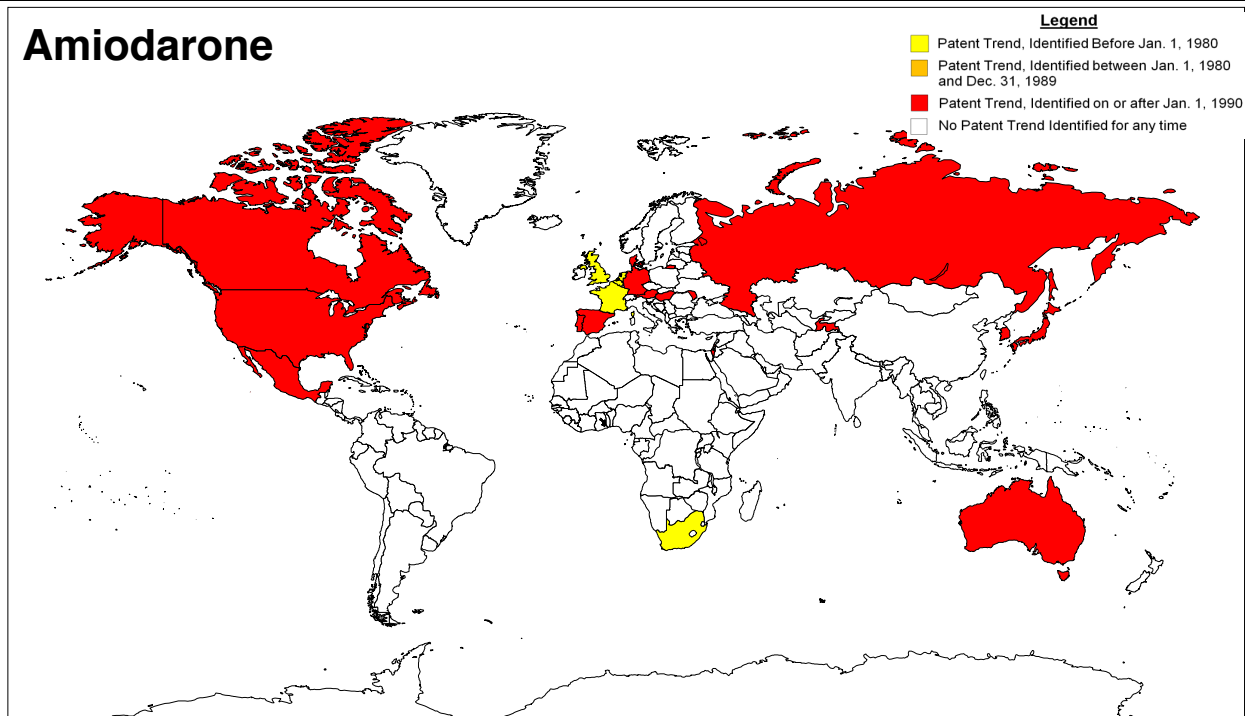 Amiodarone
Legend
Patent Trend, Identified Before Jan. 1, 1980
Patent Trend, Identified between Jan. 1, 1980
and Dec. 31, 1989
Patent Trend, Identified on or after Jan. 1, 1990
No Patent Trend Identified for any time